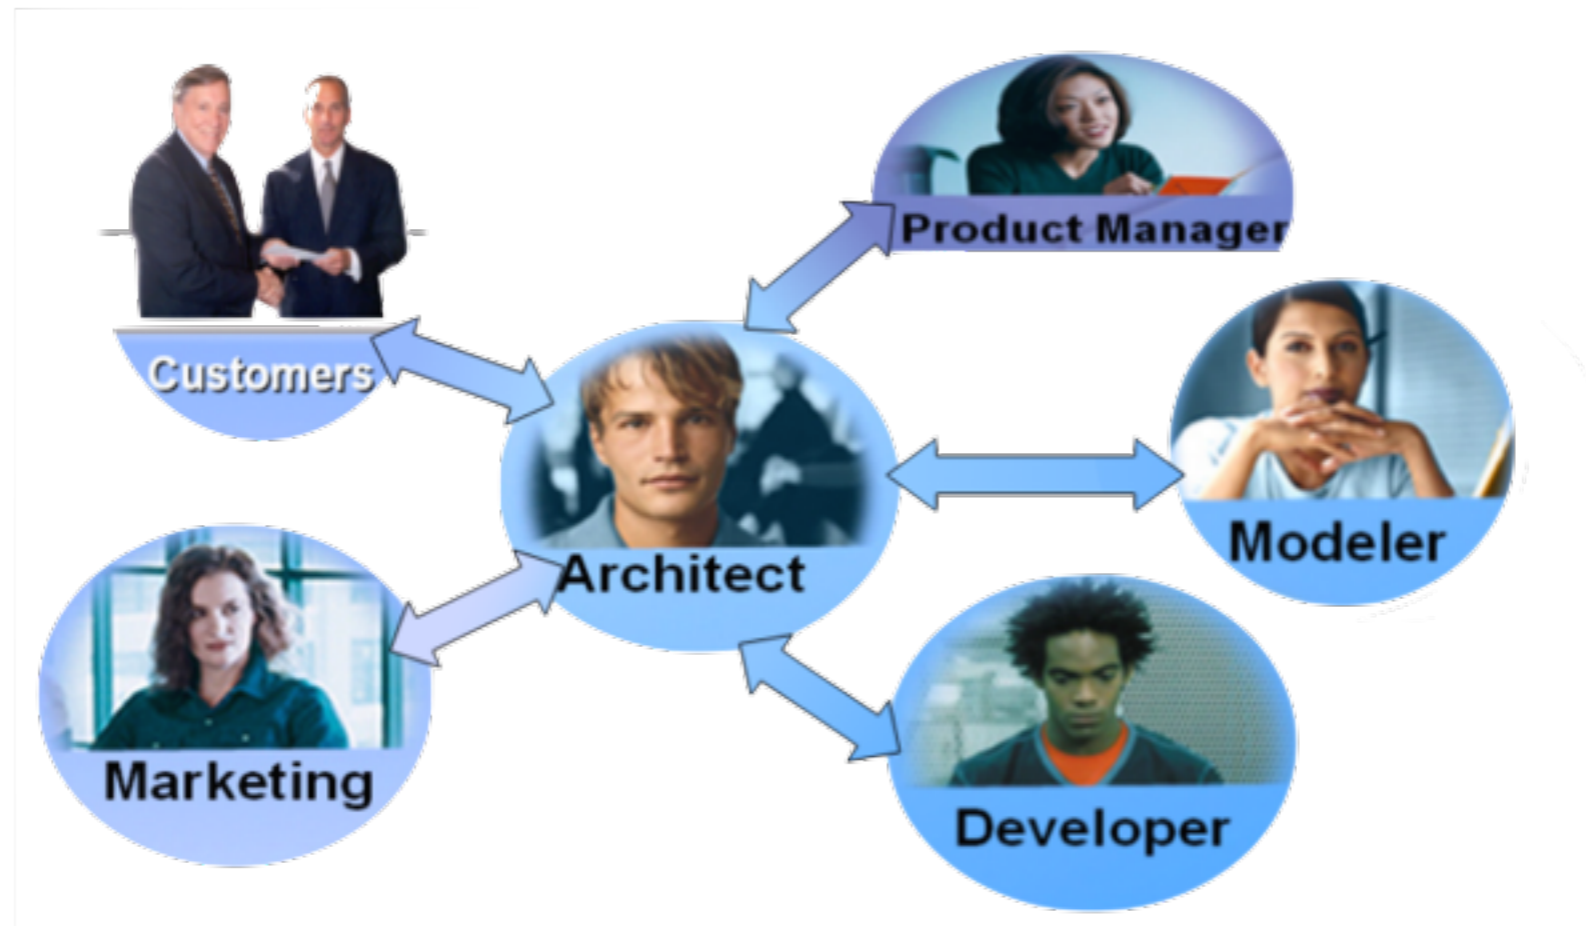 Product Manager
Customers
Modeler
Architect
Marketing
Developer